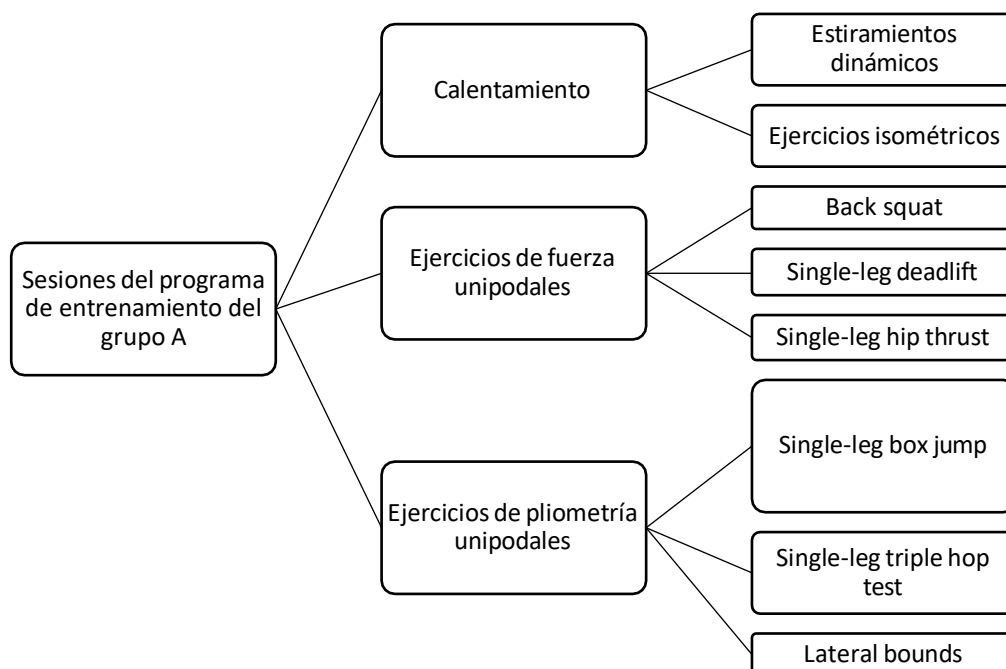 Sesiones del programa
de entrenamiento del
grupo A
Calentamiento
Estiramientos
dinámicos
Ejercicios isométricos
Ejercicios de fuerza
unipodales
Back squat
Single-leg deadlift
Single-leg hip thrust
Ejercicios de pliometría
unipodales
Single-leg box jump
Single-leg triple hop
test
Lateral bounds